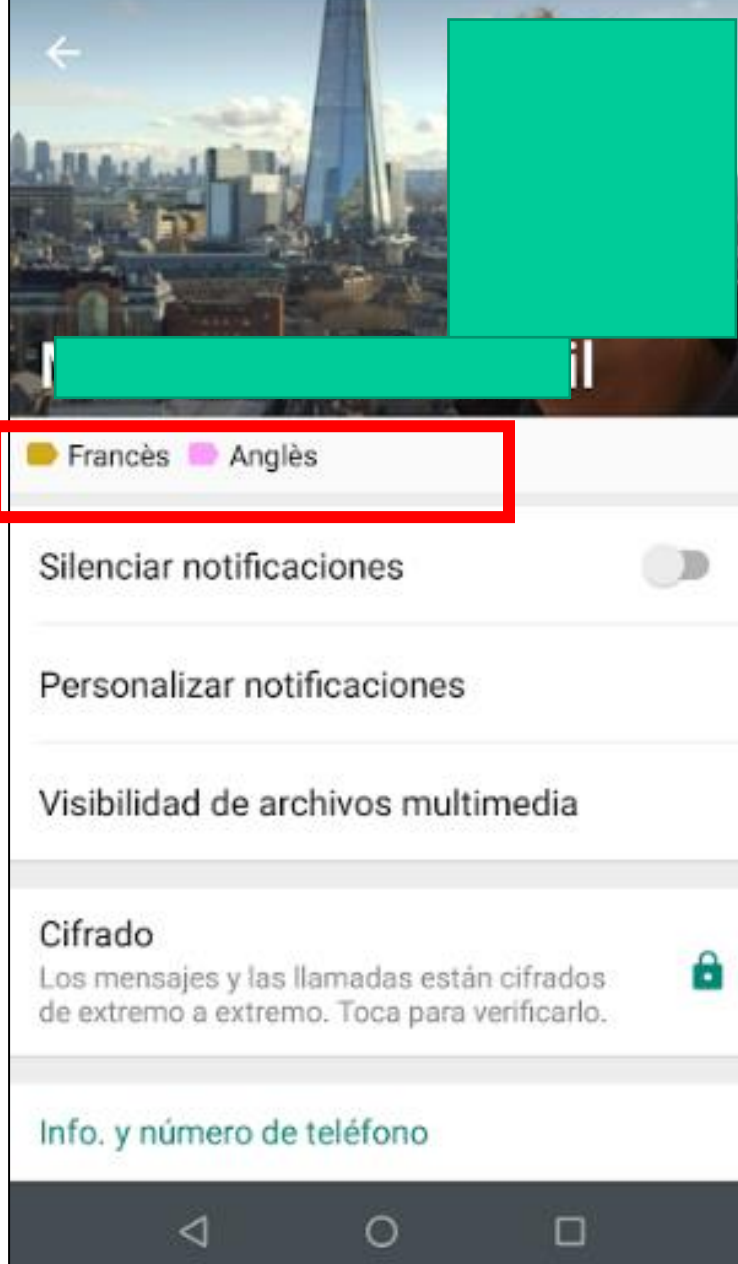 il
Francès Anglès
Silenciar notificaciones
Personalizar notificaciones
Visibilidad de archivos multimedia
Cifrado
Los mensajes y las llamadas están cifrados
de extremo a extremo. Toca para verificarlo.
Info. y número de teléfono